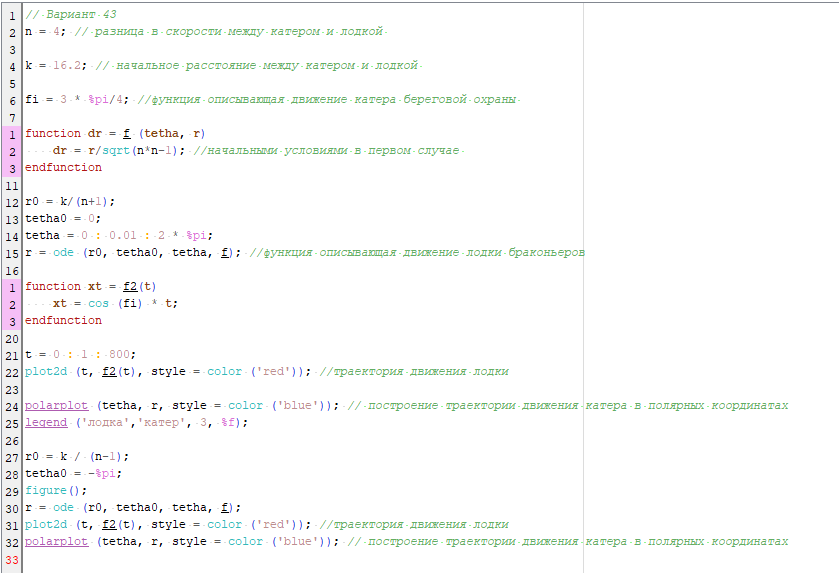 1 // Вариант 43
2 n = 4; // разница в скорости между катером и лодкой
3
4 k = 16.2; // начальное расстояние между катером и лодкой
5
6 fi = 3 * %pi/4; //функция описывающая движение катера береговой охраны
7
1 function dr = f (tetha, r)
2 dr = r/sqrt(n*n-1); //начальными условиями в первом случае
3 endfunction
11
12 r0 = k/(n+1);
13 tetha0 = 0;
14 tetha = 0 : 0.01 : 2 * %pi;
15 r = ode (r0, tetha0, tetha, f); //функция описывающая движение лодки браконьеров
16
1 function xt = f2(t)
2 xt = cos (fi) * t;
3 endfunction
20
21 t = 0 : 1 : 800;
22 plot2d (t, f2(t), style = color ('red')); //траектория движения лодки
23
24 polarplot (tetha, r, style = color ('blue')); // построение траектории движения катера в полярных координатах
25 legend ('лодка','катер', 3, %f);
26
27 r0 = k / (n-1);
28 tetha0 = -%pi;
29 figure();
30 r = ode (r0, tetha0, tetha, f);
31 plot2d (t, f2(t), style = color ('red')); //траектория движения лодки
32 polarplot (tetha, r, style = color ('blue')); // построение траектории движения катера в полярных координатах
33